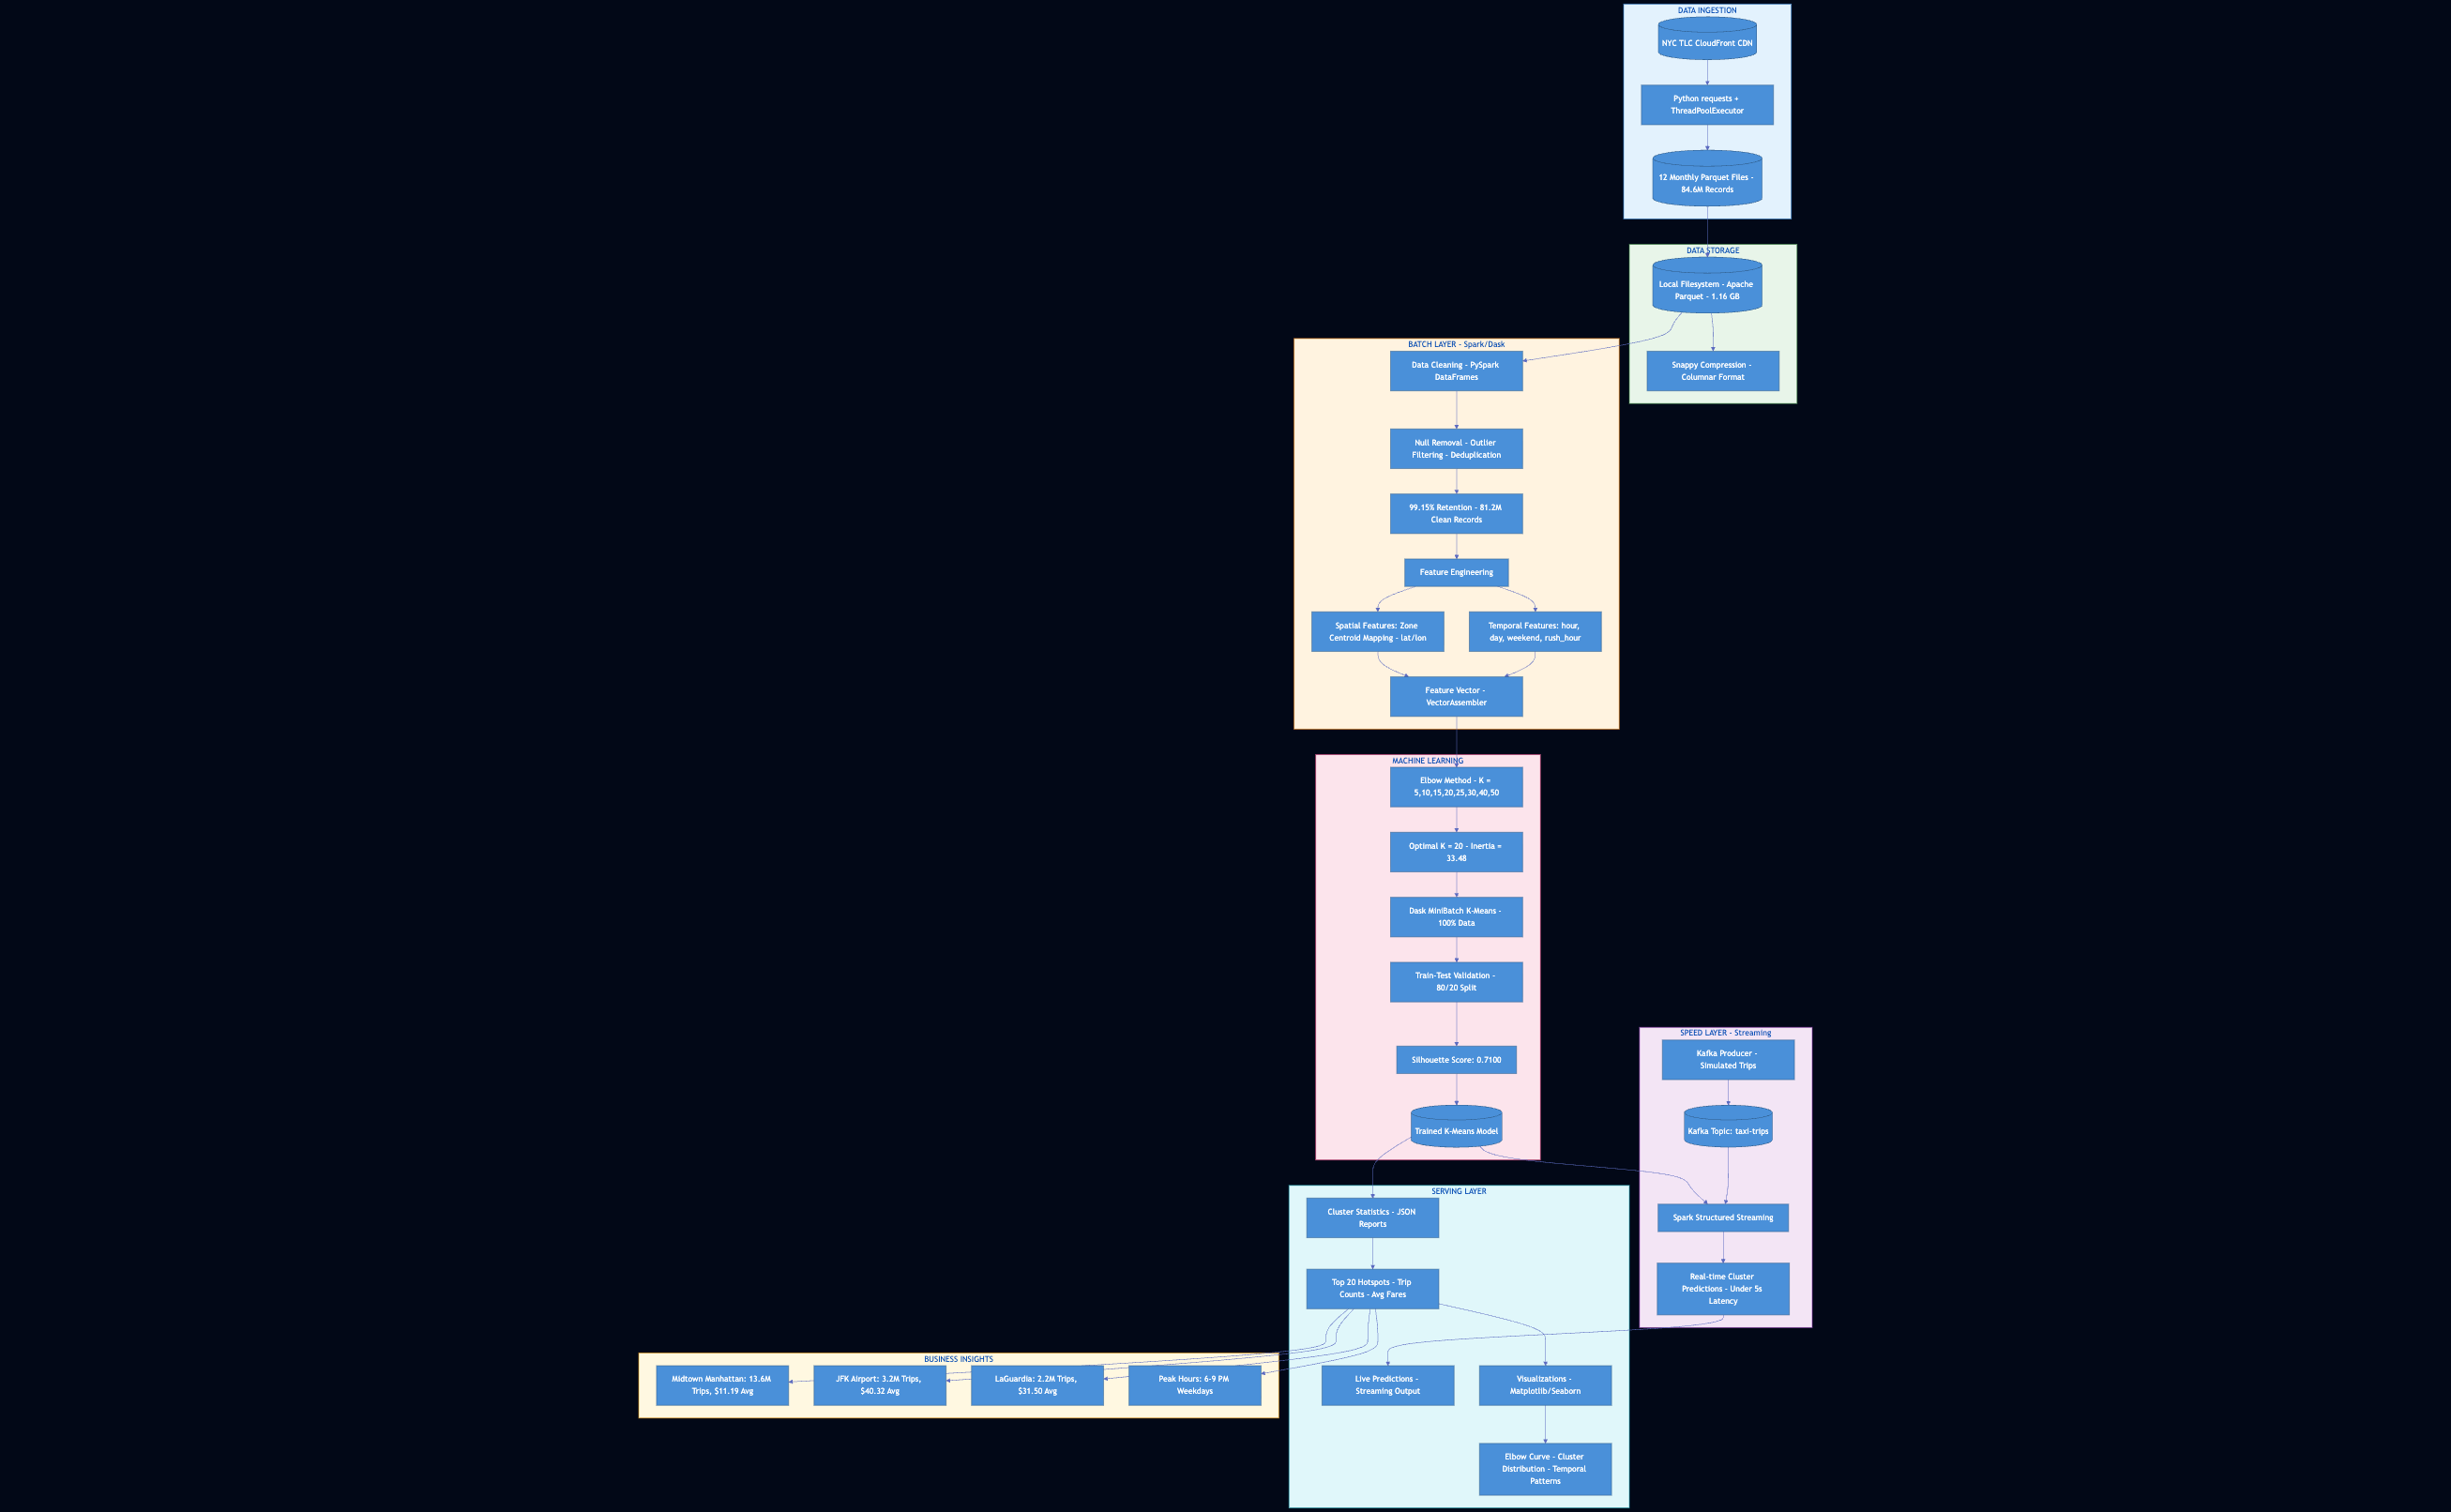 DATA INGESTION
NYC TLC CloudFront CDN
Python requests +
ThreadPoolExecutor
12 Monthly Parquet Files -
84.6M Records
DATA STORAGE
Local Filesystem - Apache
Parquet - 1.16 GB
Snappy Compression -
Columnar Format
BATCH LAYER - Spark/Dask
Data Cleaning - PySpark
DataFrames
Null Removal - Outlier
Filtering - Deduplication
99.15% Retention - 81.2M
Clean Records
Feature Engineering
Spatial Features: Zone
Centroid Mapping - lat/lon
Temporal Features: hour,
day, weekend, rush_hour
Feature Vector -
VectorAssembler
MACHINE LEARNING
Elbow Method - K =
5,10,15,20,25,30,40,50
Optimal K = 20 - Inertia =
33.48
Dask MiniBatch K-Means -
100% Data
Train-Test Validation -
80/20 Split
Silhouette Score: 0.7100
Trained K-Means Model
SPEED LAYER - Streaming
Kafka Producer -
Simulated Trips
Kafka Topic: taxi-trips
Spark Structured Streaming
Real-time Cluster
Predictions - Under 5s
Latency
SERVING LAYER
Cluster Statistics - JSON
Reports
Top 20 Hotspots - Trip
Counts - Avg Fares
Live Predictions -
Streaming Output
Visualizations -
Matplotlib/Seaborn
Elbow Curve - Cluster
Distribution - Temporal
Patterns
BUSINESS INSIGHTS
Midtown Manhattan: 13.6M
Trips, $11.19 Avg
JFK Airport: 3.2M Trips,
$40.32 Avg
LaGuardia: 2.2M Trips,
$31.50 Avg
Peak Hours: 6-9 PM
Weekdays